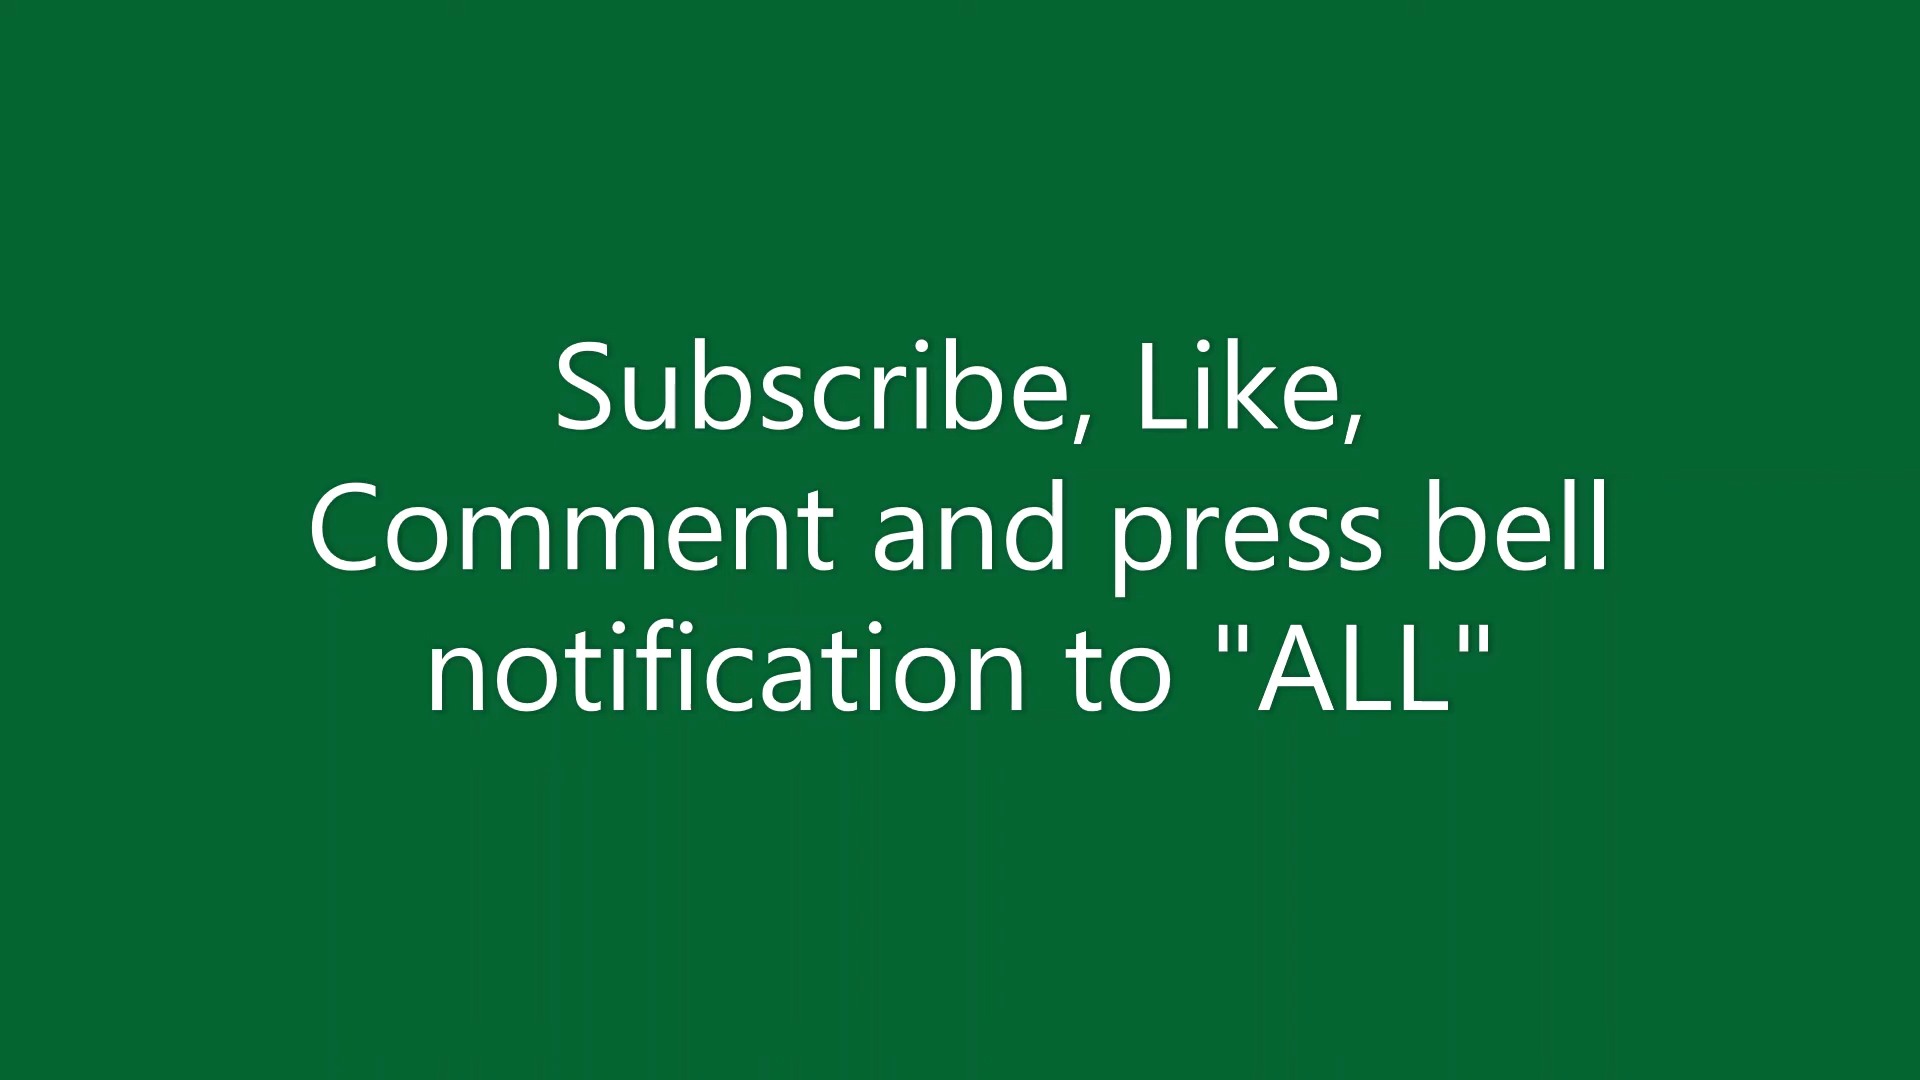 Subscribe, Like,
Comment and press bell
notification to "ALL"